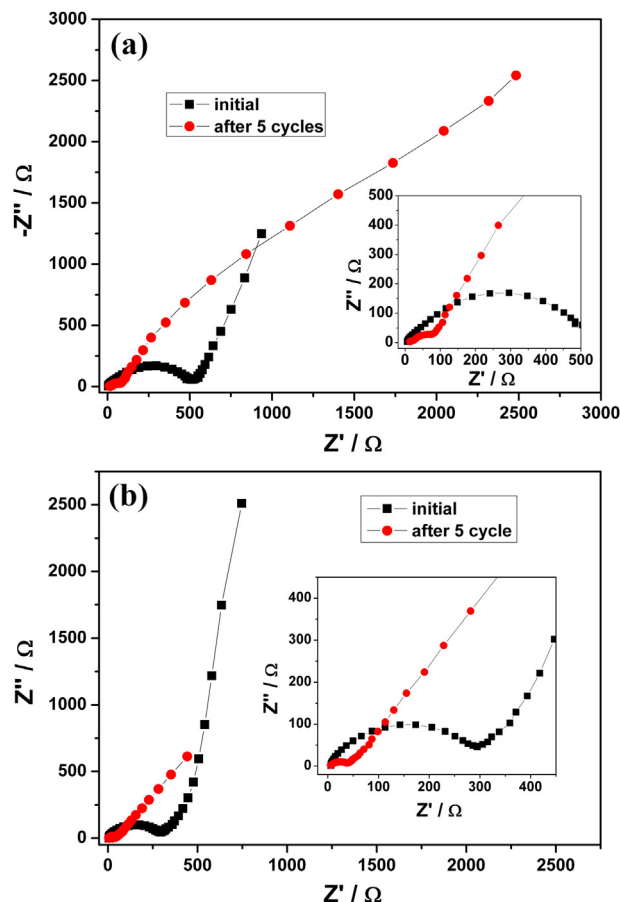 (a)
3000
2500
2000
1500
1000
500
0
-Z'' / Ω
initial
after 5 cycles
500
400
300
200
100
0
Z'' / Ω
0 100 200 300 400 500
Z' / Ω
0 500 1000 1500 2000 2500 3000
Z' / Ω
(b)
2500
2000
1500
1000
500
0
Z'' / Ω
initial
after 5 cycle
400
300
200
100
0
Z'' / Ω
0 100 200 300 400
Z' / Ω
0 500 1000 1500 2000 2500
Z' / Ω